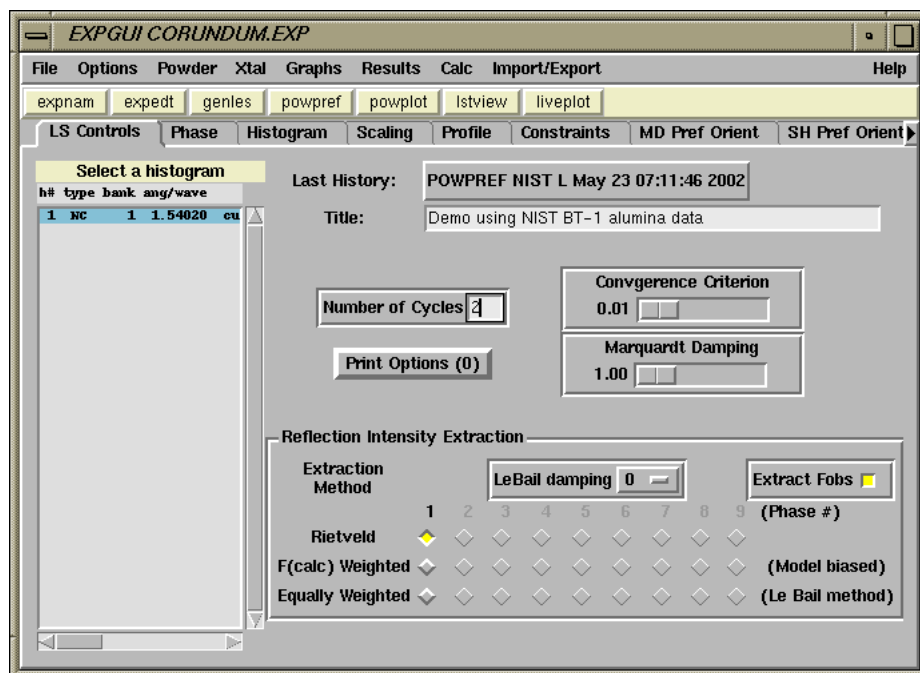 EXPGUI CORUNDUM.EXP
File Options Powder Xtal Graphs Results Calc Import/Export Help
expnam expedt genles powpref powplot lstview liveplot
LS Controls Phase Histogram Scaling Profile Constraints MD Pref Orient SH Pref Orient
Select a histogram
h# type bank ang/wave
1 NC 1 1.54020 cu
Last History: POWPREF NIST L May 23 07:11:46 2002
Title: Demo using NIST BT-1 alumina data
Number of Cycles 2
Convgerence Criterion
0.01
Print Options (0)
Marquardt Damping
1.00
Reflection Intensity Extraction
Extraction Method
LeBail damping 0
Extract Fobs
1 2 3 4 5 6 7 8 9 (Phase #)
Rietveld
F(calc) Weighted (Model biased)
Equally Weighted (Le Bail method)